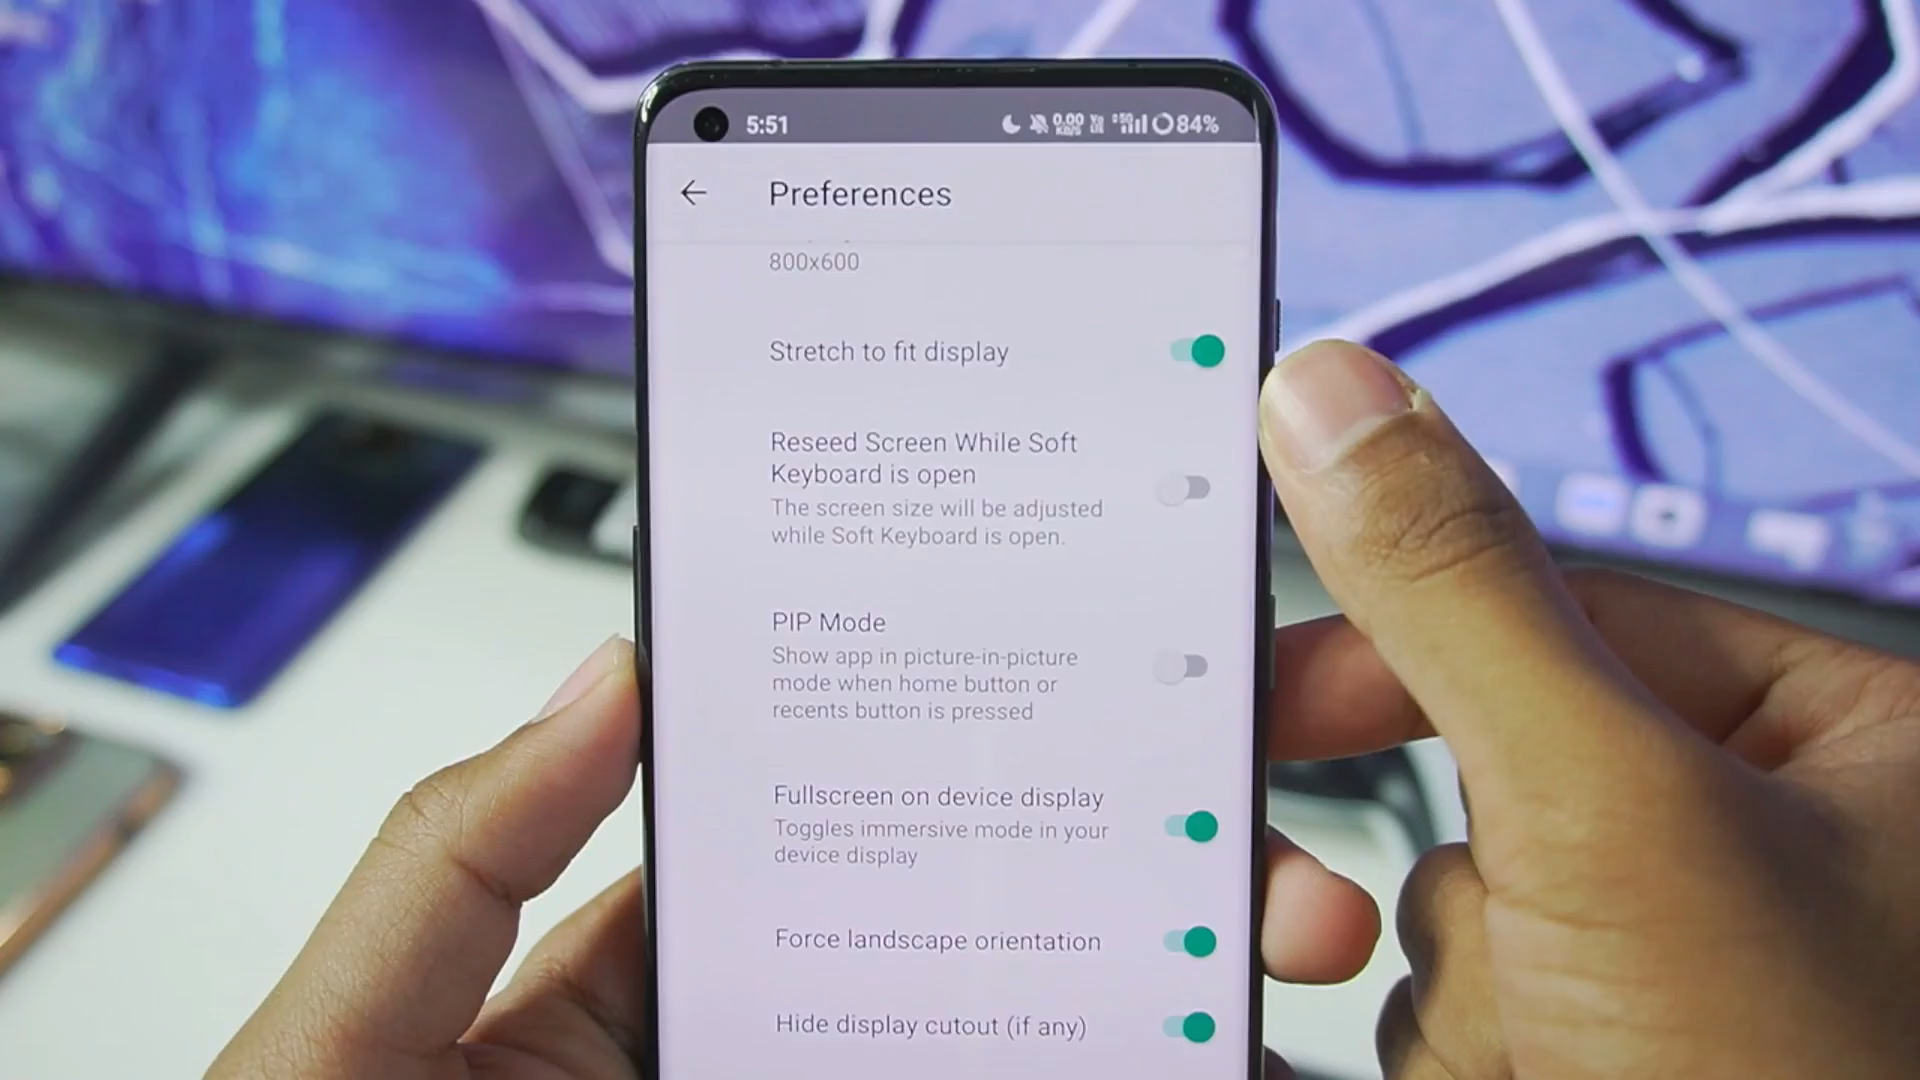 5:51
0.00
KB/S
84%
Preferences
800x600
Stretch to fit display
Reseed Screen While Soft
Keyboard is open
The screen size will be adjusted
while Soft Keyboard is open.
PIP Mode
Show app in picture-in-picture
mode when home button or
recents button is pressed
Fullscreen on device display
Toggles immersive mode in your
device display
Force landscape orientation
Hide display cutout (if any)